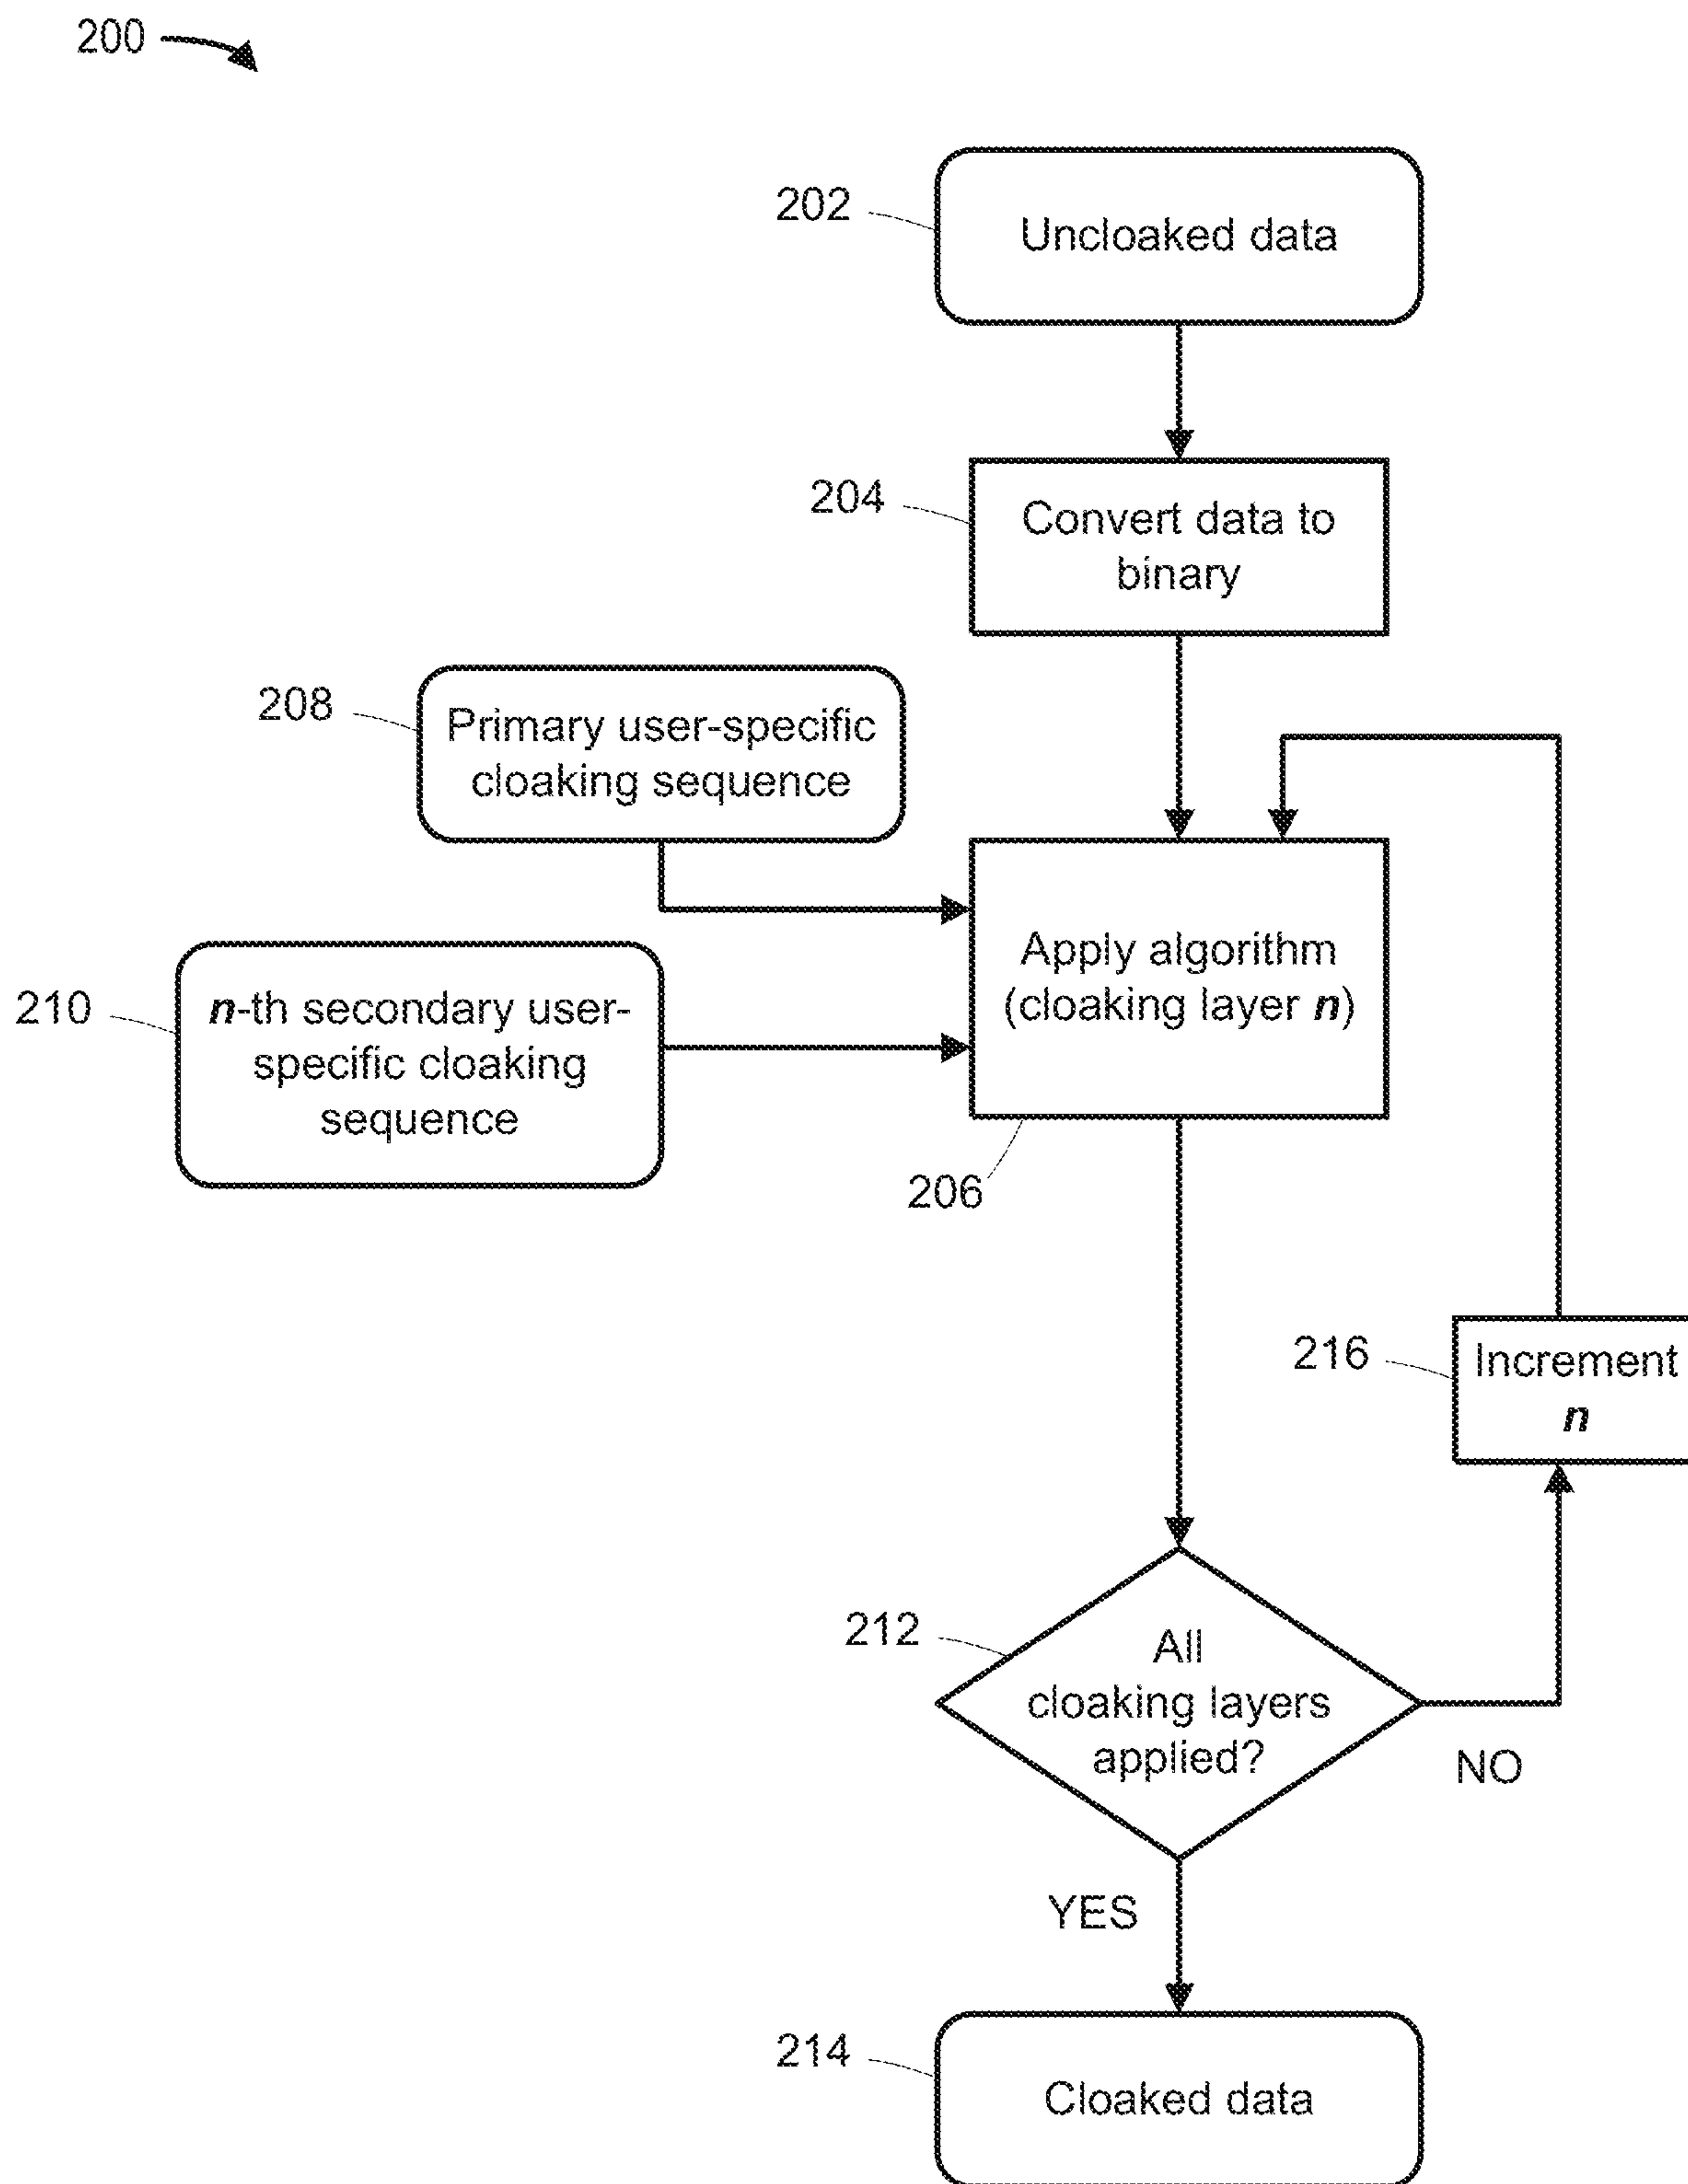 200
202
Uncloaked data
204
Convert data to
binary
208
Primary user-specific
cloaking sequence
210
n-th secondary user-
specific cloaking
sequence
Apply algorithm
(cloaking layer n)
206
216
Increment
n
212
All
cloaking layers
applied?
NO
YES
214
Cloaked data